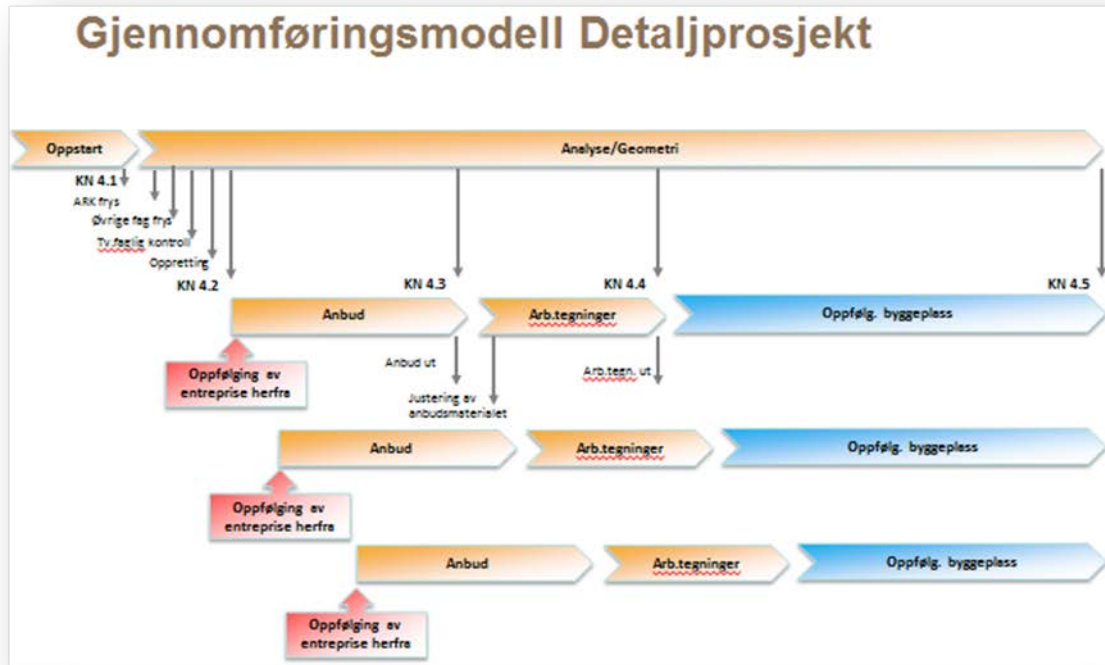 Gjennomføringsmodell Detaljprosjekt
Oppstart
Analyse/Geometri
KN 4.1
ARK frys
Øvrige fag frys
Tv.faglig kontroll
Oppretting
KN 4.2
KN 4.3
KN 4.4
KN 4.5
Anbud
Arb.tegninger
Oppfølg. byggeplass
Oppfølging av
entreprise herfra
Anbud ut
Justering av
anbudsmaterialet
Arb.tegn. ut
Anbud
Arb.tegninger
Oppfølg. byggeplass
Oppfølging av
entreprise herfra
Anbud
Arb.tegninger
Oppfølg. byggeplass
Oppfølging av
entreprise herfra